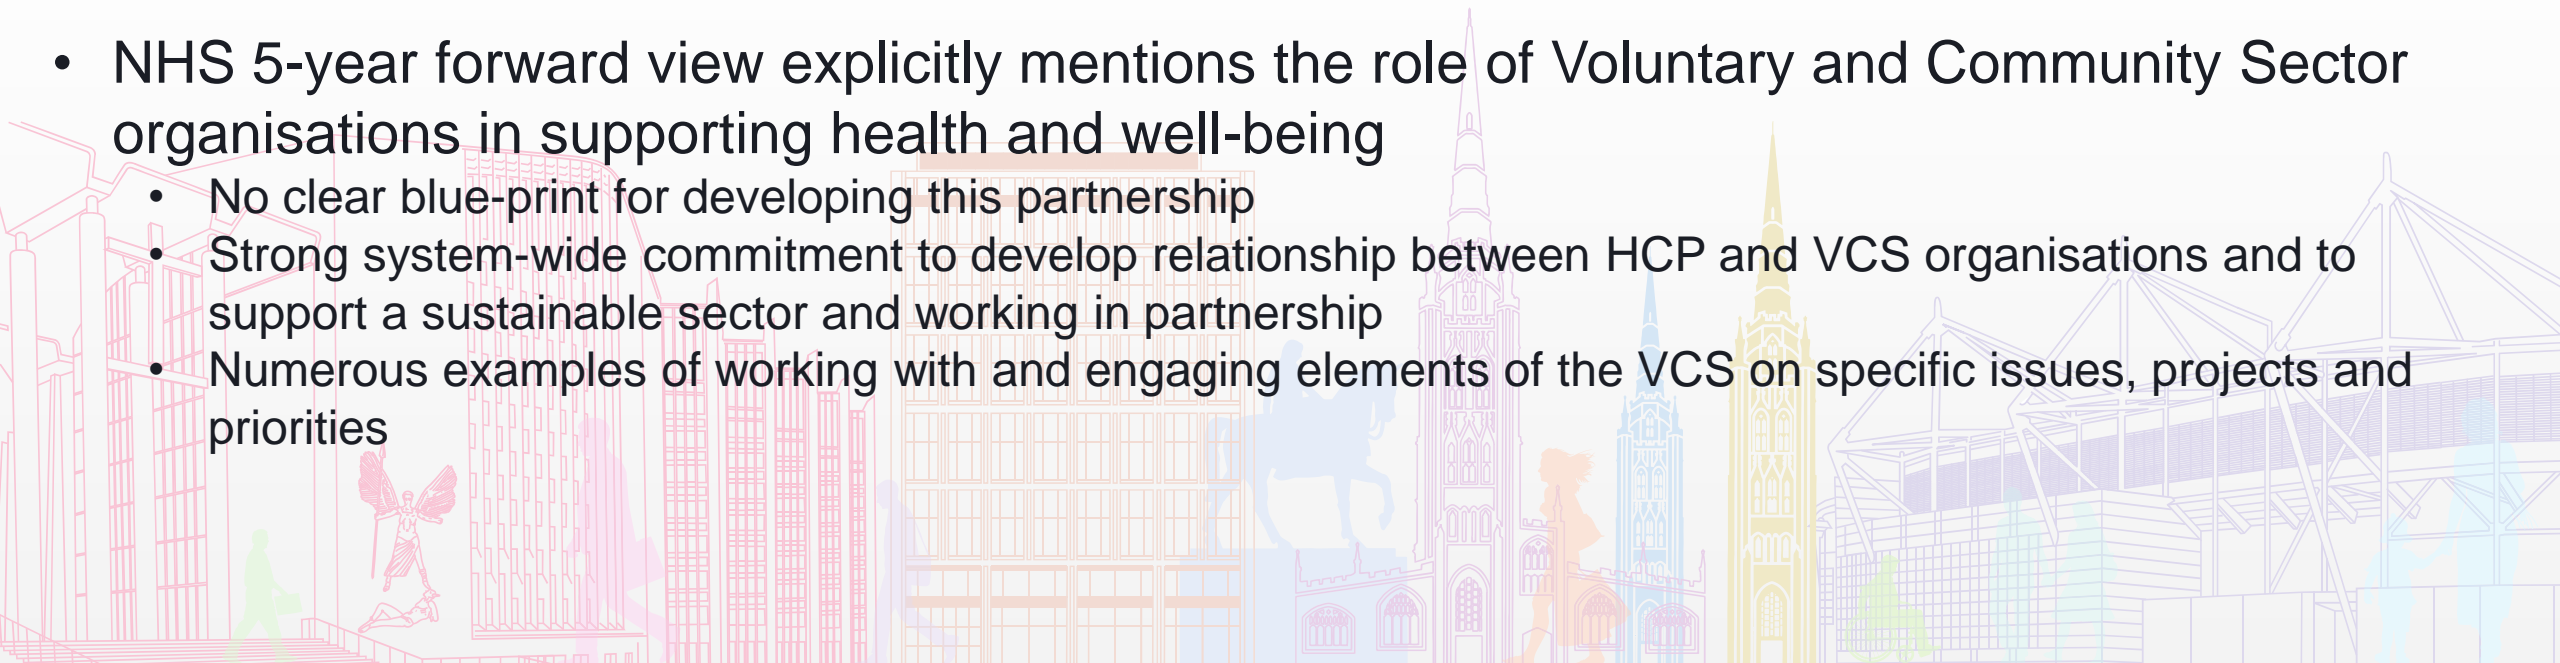 • NHS 5-year forward view explicitly mentions the role of Voluntary and Community Sector
organisations in supporting health and well-being
• No clear blue-print for developing this partnership
• Strong system-wide commitment to develop relationship between HCP and VCS organisations and to
support a sustainable sector and working in partnership
• Numerous examples of working with and engaging elements of the VCS on specific issues, projects and
priorities